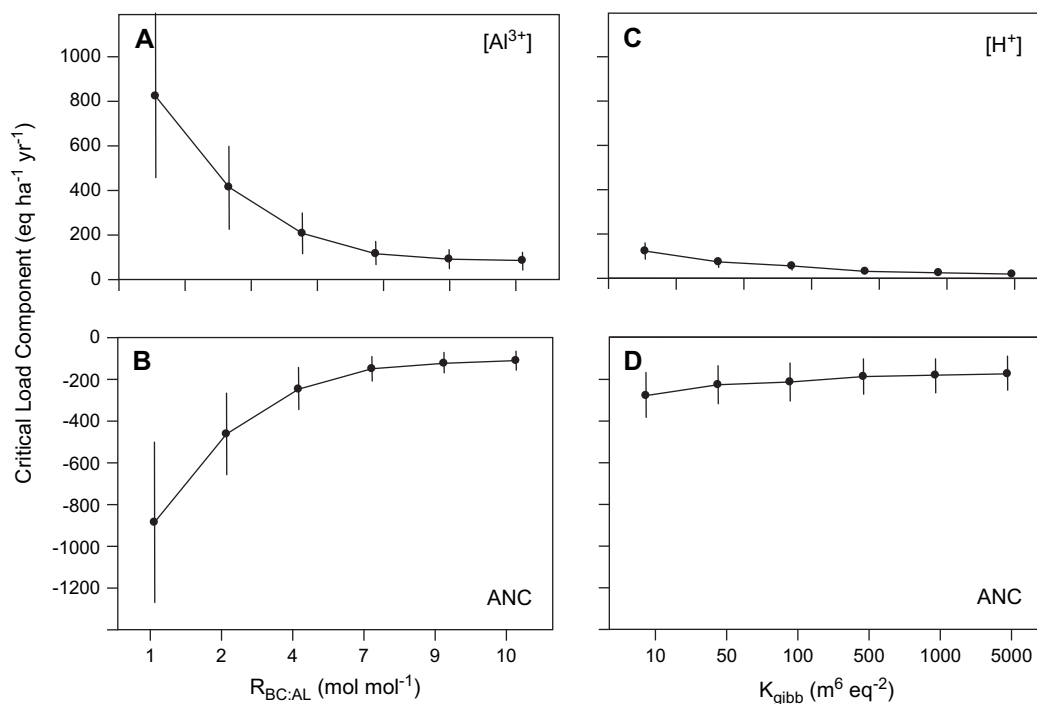 Critical Load Component (eq ha⁻¹ yr⁻¹)
A
[Al³⁺]
1000
800
600
400
200
0
C
[H⁺]
B
ANC
0
-200
-400
-600
-800
-1000
-1200
1 2 4 7 9 10
R_BC:AL (mol mol⁻¹)
D
ANC
10 50 100 500 1000 5000
K_gibb (m⁶ eq⁻²)